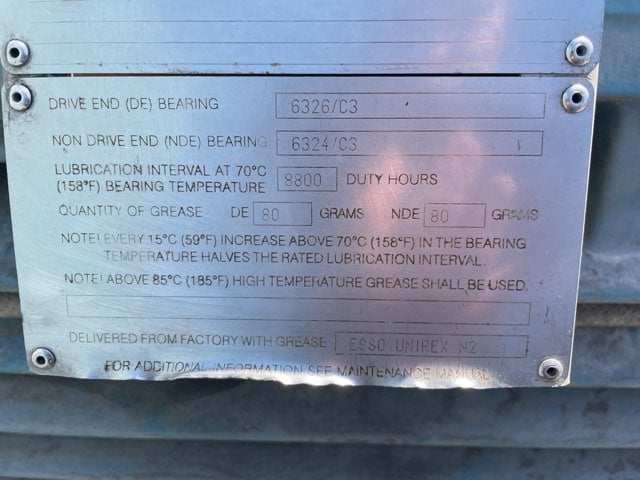 DRIVE END (DE) BEARING 6326/C3
NON DRIVE END (NDE) BEARING 6324/C3
LUBRICATION INTERVAL AT 70°C
(158°F) BEARING TEMPERATURE 8800 DUTY HOURS
QUANTITY OF GREASE DE 80 GRAMS NDE 80 GRAMS
NOTE! EVERY 15°C (59°F) INCREASE ABOVE 70°C (158°F) IN THE BEARING
TEMPERATURE HALVES THE RATED LUBRICATION INTERVAL.
NOTE! ABOVE 85°C (185°F) HIGH TEMPERATURE GREASE SHALL BE USED.
DELIVERED FROM FACTORY WITH GREASE ESSO UNIREX N2
FOR ADDITIONAL INFORMATION SEE MAINTENANCE MANUAL